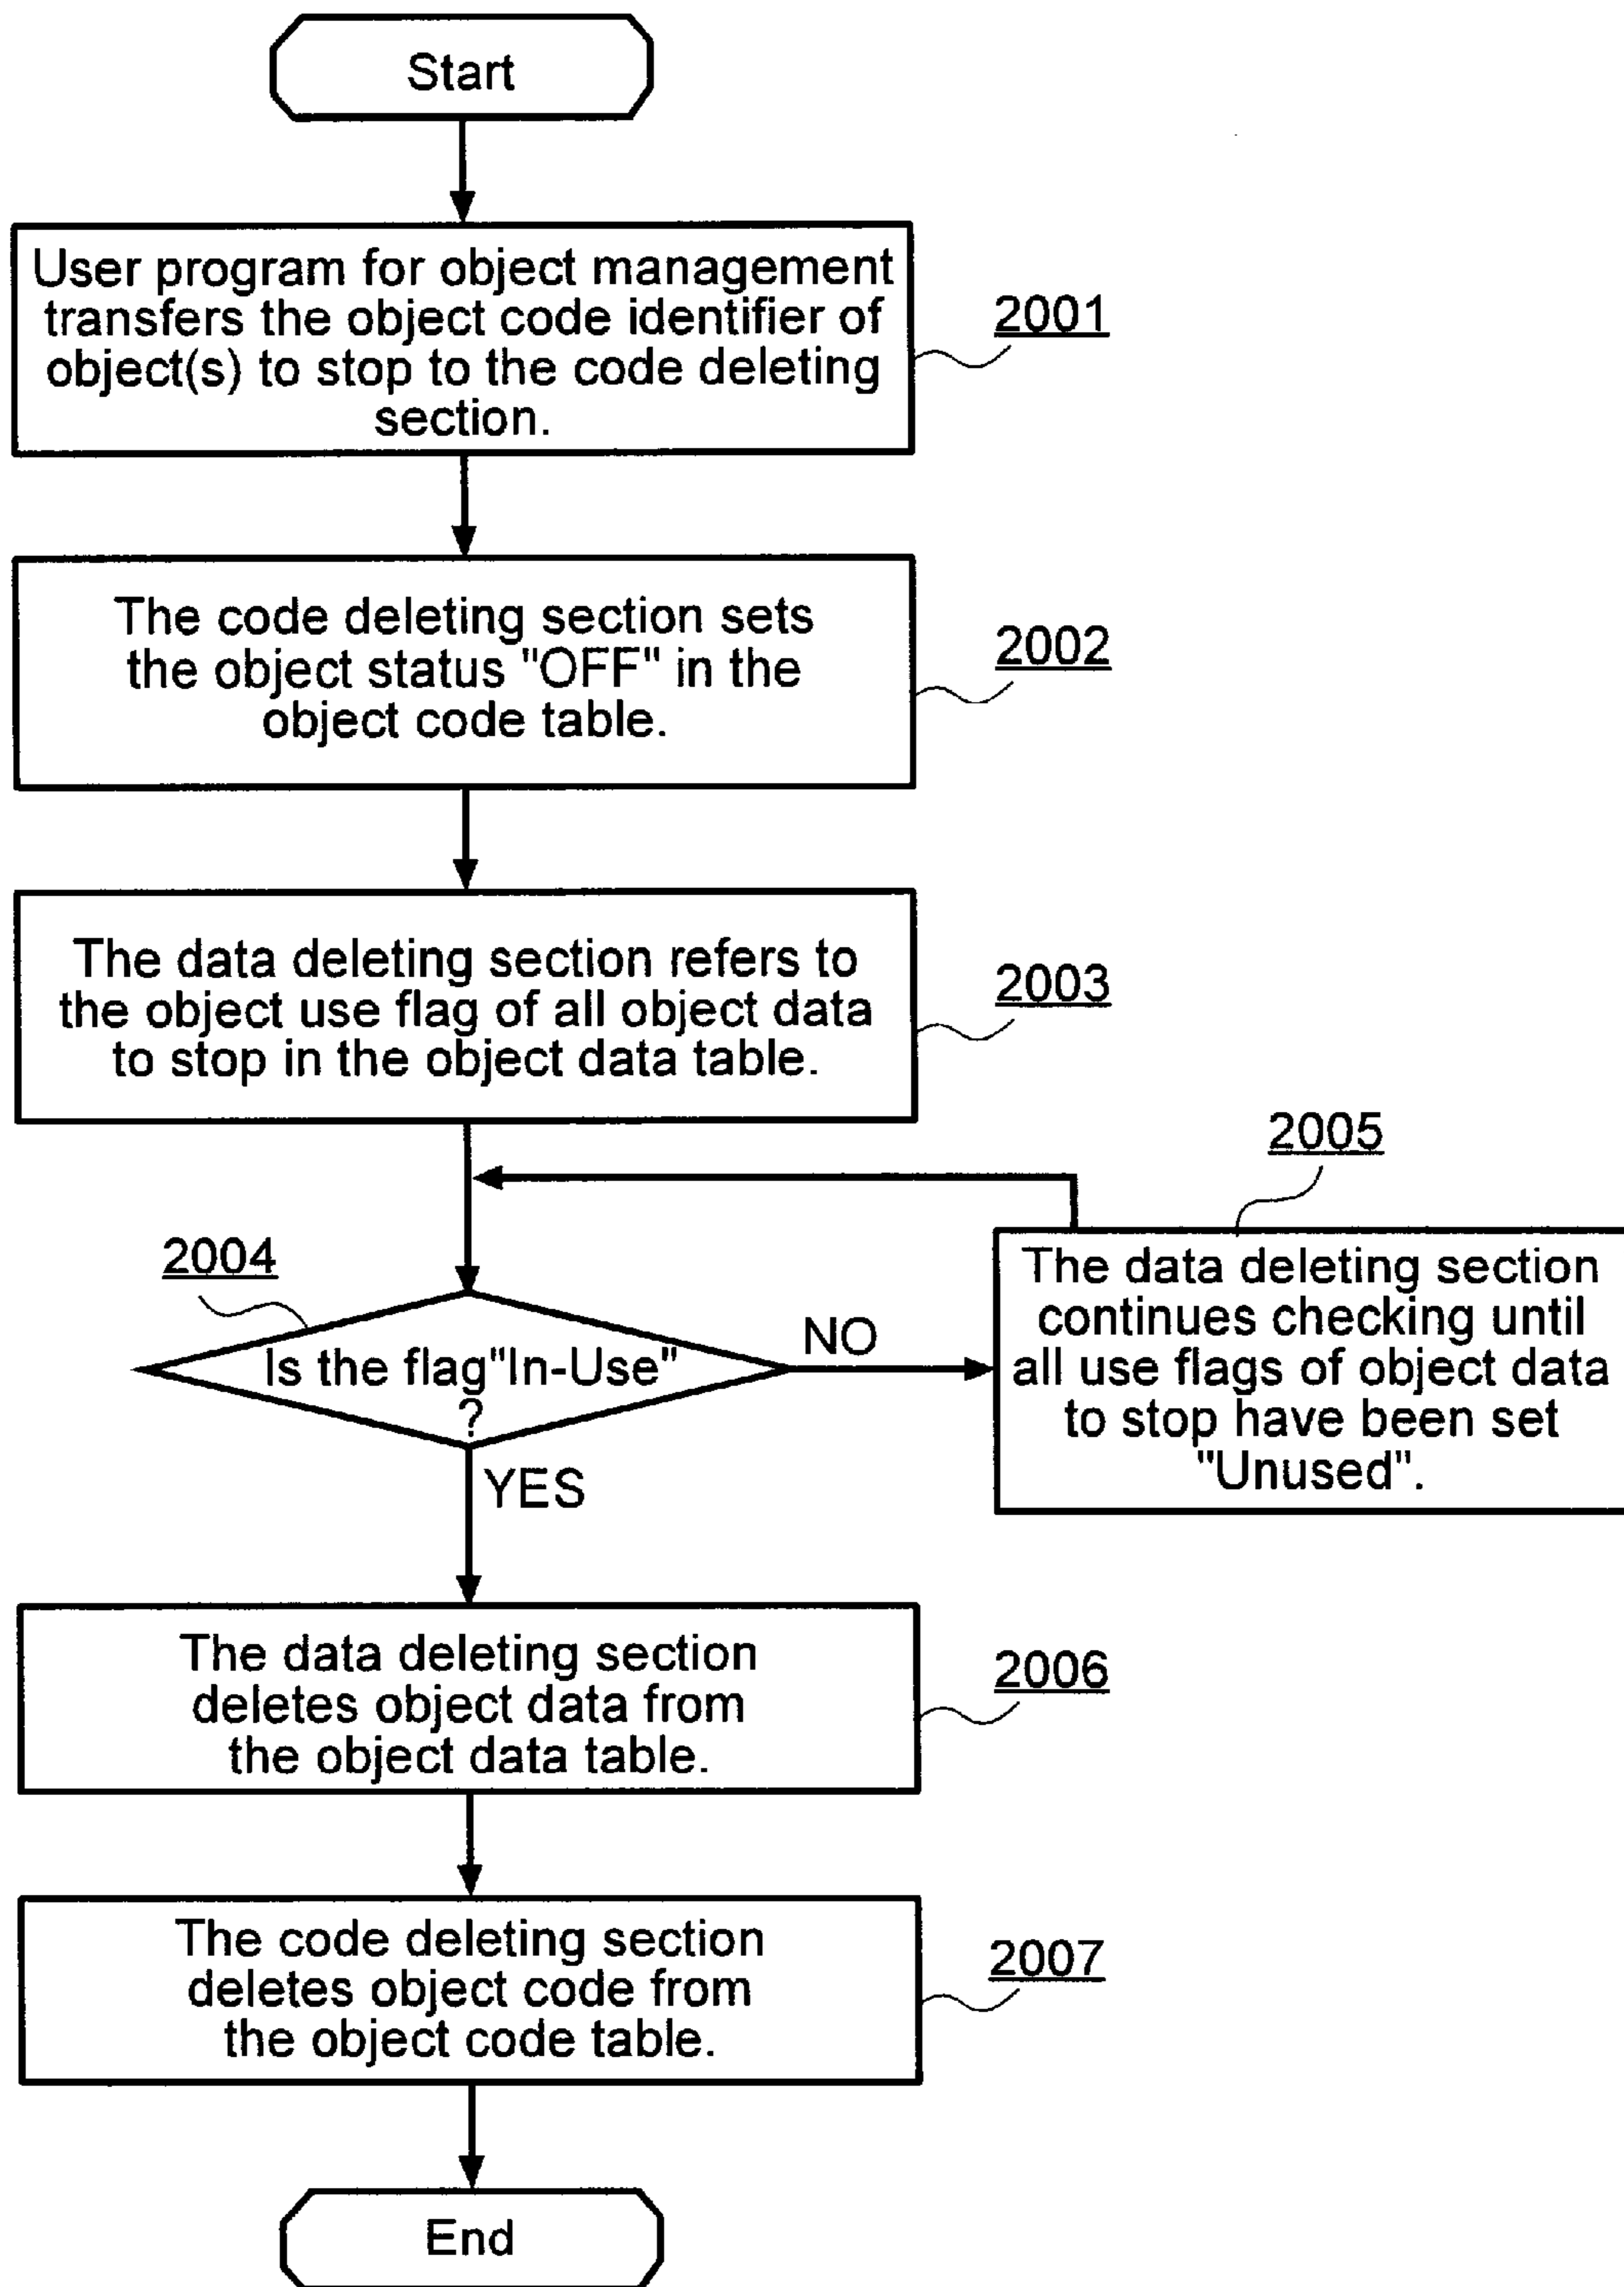 Start
User program for object management
transfers the object code identifier of
object(s) to stop to the code deleting
section.
2001
The code deleting section sets
the object status "OFF" in the
object code table.
2002
The data deleting section refers to
the object use flag of all object data
to stop in the object data table.
2003
2004
Is the flag"In-Use"
?
NO
YES
2005
The data deleting section
continues checking until
all use flags of object data
to stop have been set
"Unused".
The data deleting section
deletes object data from
the object data table.
2006
The code deleting section
deletes object code from
the object code table.
2007
End